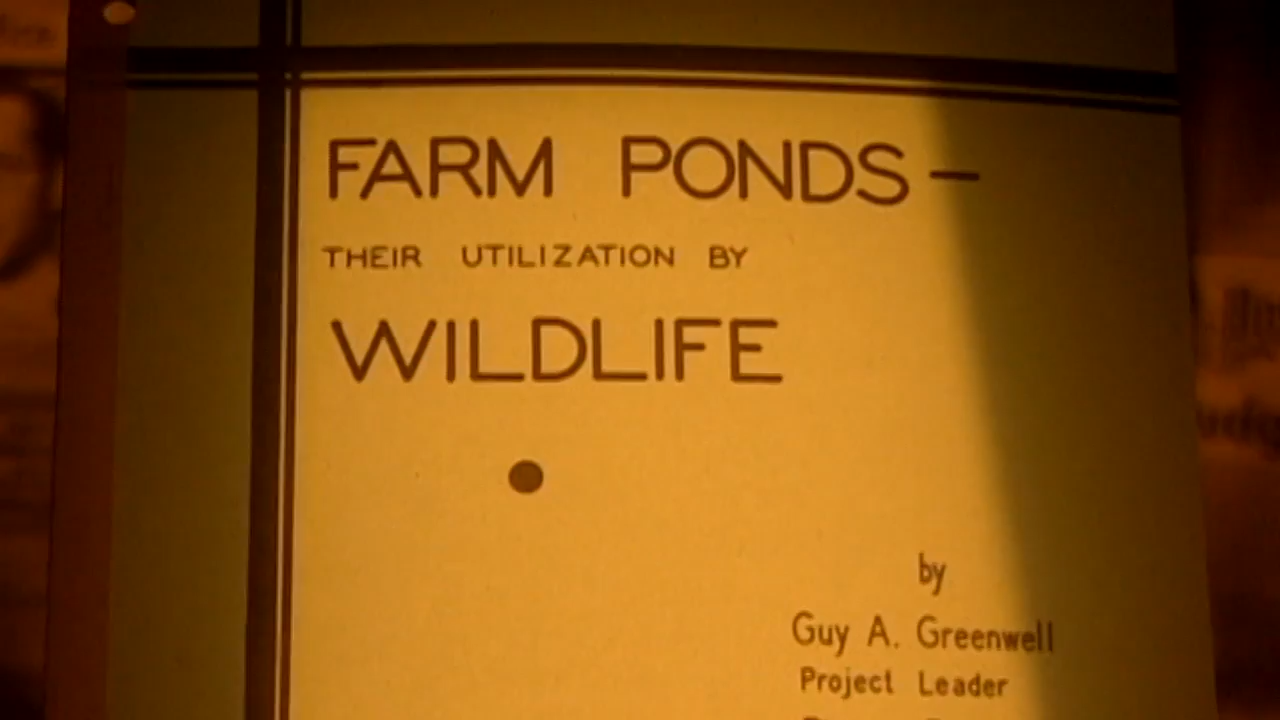 FARM PONDS—
THEIR UTILIZATION BY
WILDLIFE
by
Guy A. Greenwell
Project Leader